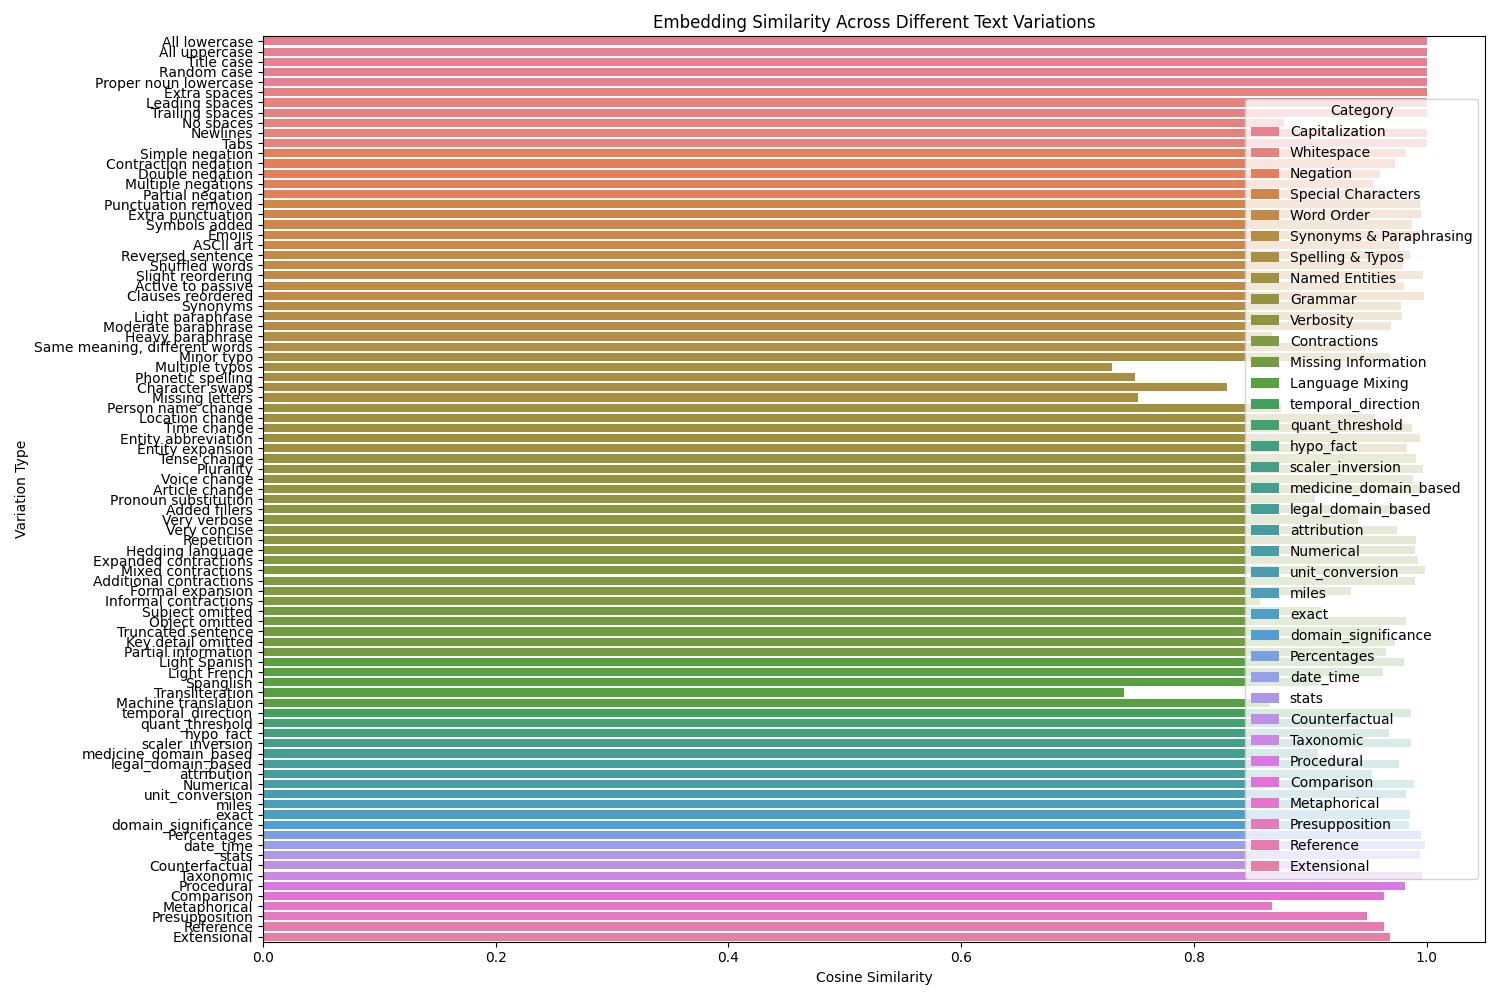 Embedding Similarity Across Different Text Variations
All lowercase
All uppercase
Title case
Random case
Proper noun lowercase
Extra spaces
Leading spaces
Trailing spaces
No spaces
Newlines
Tabs
Simple negation
Contraction negation
Double negation
Multiple negations
Partial negation
Punctuation removed
Extra punctuation
Symbols added
Emojis
ASCII art
Reversed sentence
Shuffled words
Slight reordering
Active to passive
Clauses reordered
Synonyms
Light paraphrase
Moderate paraphrase
Heavy paraphrase
Same meaning, different words
Minor typo
Multiple typos
Phonetic spelling
Character swaps
Missing letters
Person name change
Location change
Time change
Entity abbreviation
Entity expansion
Tense change
Plurality
Voice change
Article change
Pronoun substitution
Added fillers
Very verbose
Very concise
Repetition
Hedging language
Expanded contractions
Mixed contractions
Additional contractions
Formal expansion
Informal contractions
Subject omitted
Object omitted
Truncated sentence
Key detail omitted
Partial information
Light Spanish
Light French
Spanglish
Transliteration
Machine translation
temporal_direction
quant_threshold
hypo_fact
scaler_inversion
medicine_domain_based
legal_domain_based
attribution
Numerical
unit_conversion
miles
exact
domain_significance
Percentages
date_time
stats
Counterfactual
Taxonomic
Procedural
Comparison
Metaphorical
Presupposition
Reference
Extensional
Variation Type
0.0 0.2 0.4 0.6 0.8 1.0
Cosine Similarity
Category
Capitalization
Whitespace
Negation
Special Characters
Word Order
Synonyms & Paraphrasing
Spelling & Typos
Named Entities
Grammar
Verbosity
Contractions
Missing Information
Language Mixing
temporal_direction
quant_threshold
hypo_fact
scaler_inversion
medicine_domain_based
legal_domain_based
attribution
Numerical
unit_conversion
miles
exact
domain_significance
Percentages
date_time
stats
Counterfactual
Taxonomic
Procedural
Comparison
Metaphorical
Presupposition
Reference
Extensional